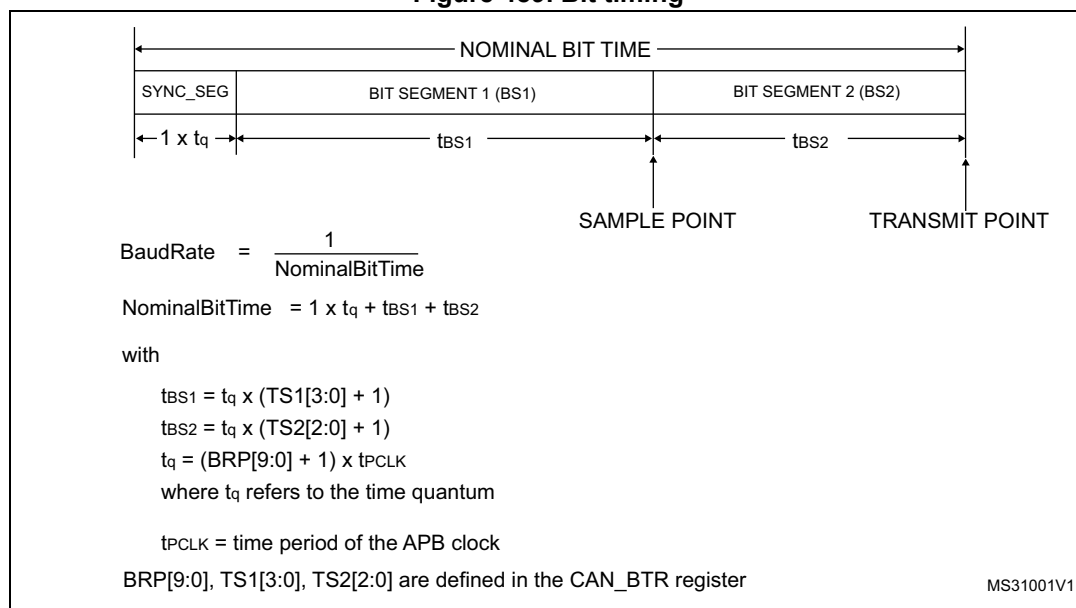 NOMINAL BIT TIME
SYNC_SEG BIT SEGMENT 1 (BS1) BIT SEGMENT 2 (BS2)
1 x tq tBS1 tBS2
SAMPLE POINT TRANSMIT POINT
BaudRate = 1
NominalBitTime
NominalBitTime = 1 x tq + tBS1 + tBS2
with
tBS1 = tq x (TS1[3:0] + 1)
tBS2 = tq x (TS2[2:0] + 1)
tq = (BRP[9:0] + 1) x tPCLK
where tq refers to the time quantum
tPCLK = time period of the APB clock
BRP[9:0], TS1[3:0], TS2[2:0] are defined in the CAN_BTR register
MS31001V1